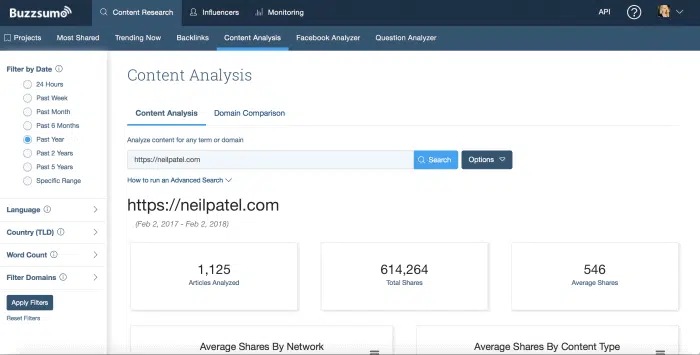 Buzzsumo
Content Research
Influencers
Monitoring
API
Projects
Most Shared
Trending Now
Backlinks
Content Analysis
Facebook Analyzer
Question Analyzer
Filter by Date
24 Hours
Past Week
Past Month
Past 6 Months
Past Year
Past 2 Years
Past 5 Years
Specific Range
Language
Country (TLD)
Word Count
Filter Domains
Apply Filters
Reset Filters
Content Analysis
Content Analysis
Domain Comparison
Analyze content for any term or domain
https://neilpatel.com
Search
Options
How to run an Advanced Search
https://neilpatel.com
(Feb 2, 2017 - Feb 2, 2018)
1,125
Articles Analyzed
614,264
Total Shares
546
Average Shares
Average Shares By Network
Average Shares By Content Type